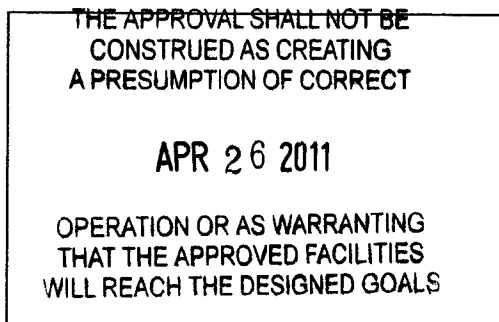 THE APPROVAL SHALL NOT BE
CONSTRUED AS CREATING
A PRESUMPTION OF CORRECT
APR 26 2011
OPERATION OR AS WARRANTING
THAT THE APPROVED FACILITIES
WILL REACH THE DESIGNED GOALS